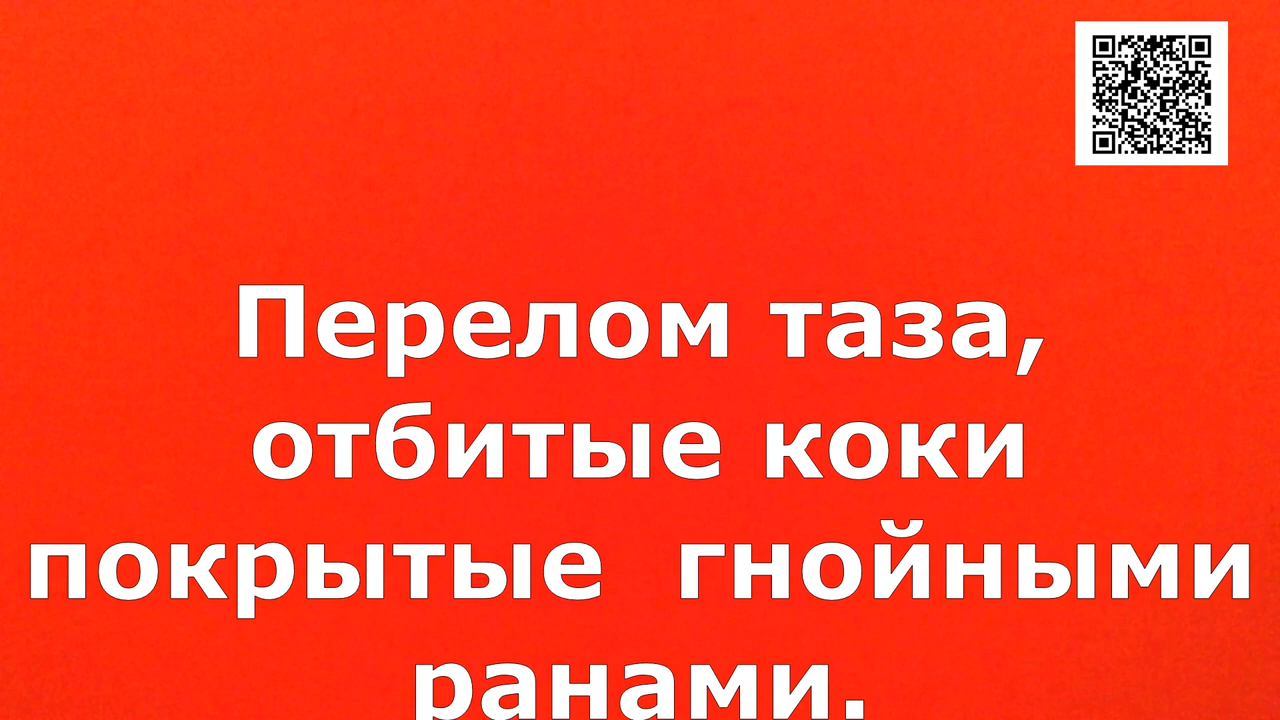 Перелом таза,
отбитые коки
покрытые гнойными
ранами.